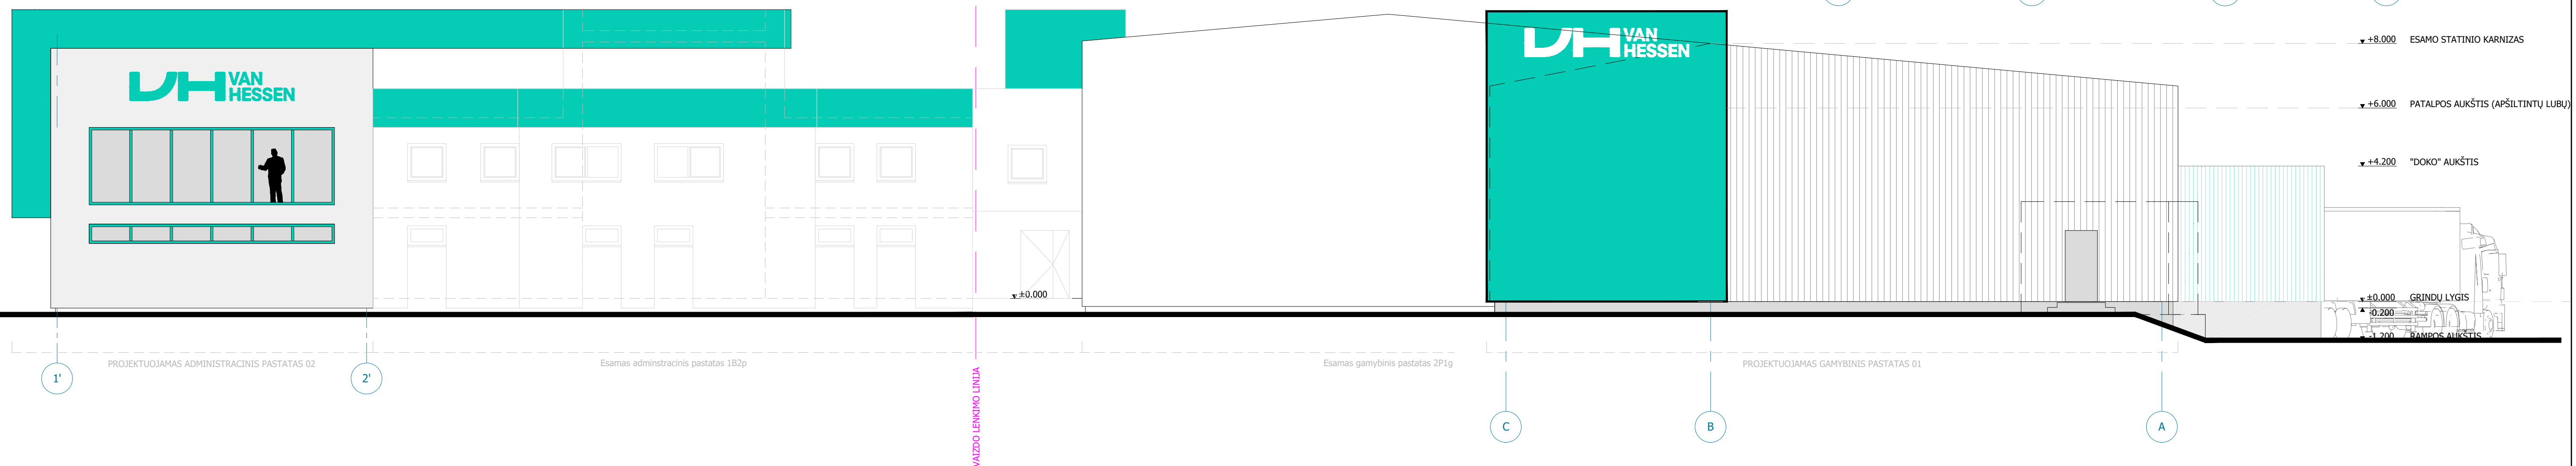 VAN
HESSEN
VAN
HESSEN
+8.000 ESAMO STATINIO KARNIZAS
+6.000 PATALPOS AUKŠTIS (APŠILTINTŲ LUBŲ)
+4.200 "DOKO" AUKŠTIS
±0.000
±0.000 GRINDŲ LYGIS
-0.200
-1.200 RAMPOS AUKŠTIS
PROJEKTUOJAMAS ADMINISTRACINIS PASTATAS 02
Esamas adminstracinis pastatas 1B2p
Esamas gamybinis pastatas 2P1g
PROJEKTUOJAMAS GAMYBINIS PASTATAS 01
1'
2'
VAIZDO LENKIMO LINIJA
C
B
A